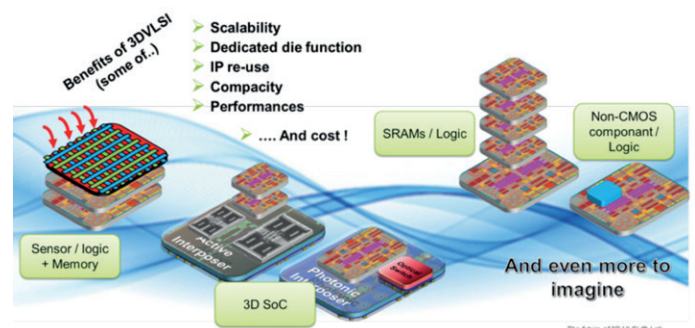 Benefits of 3DVLSI
(some of..)
Scalability
Dedicated die function
IP re-use
Compacity
Performances
.... And cost !
Sensor / logic
+ Memory
Active
Interposer
3D SoC
Photonic
Interposer
SRAMs / Logic
Non-CMOS
componant /
Logic
And even more to
imagine